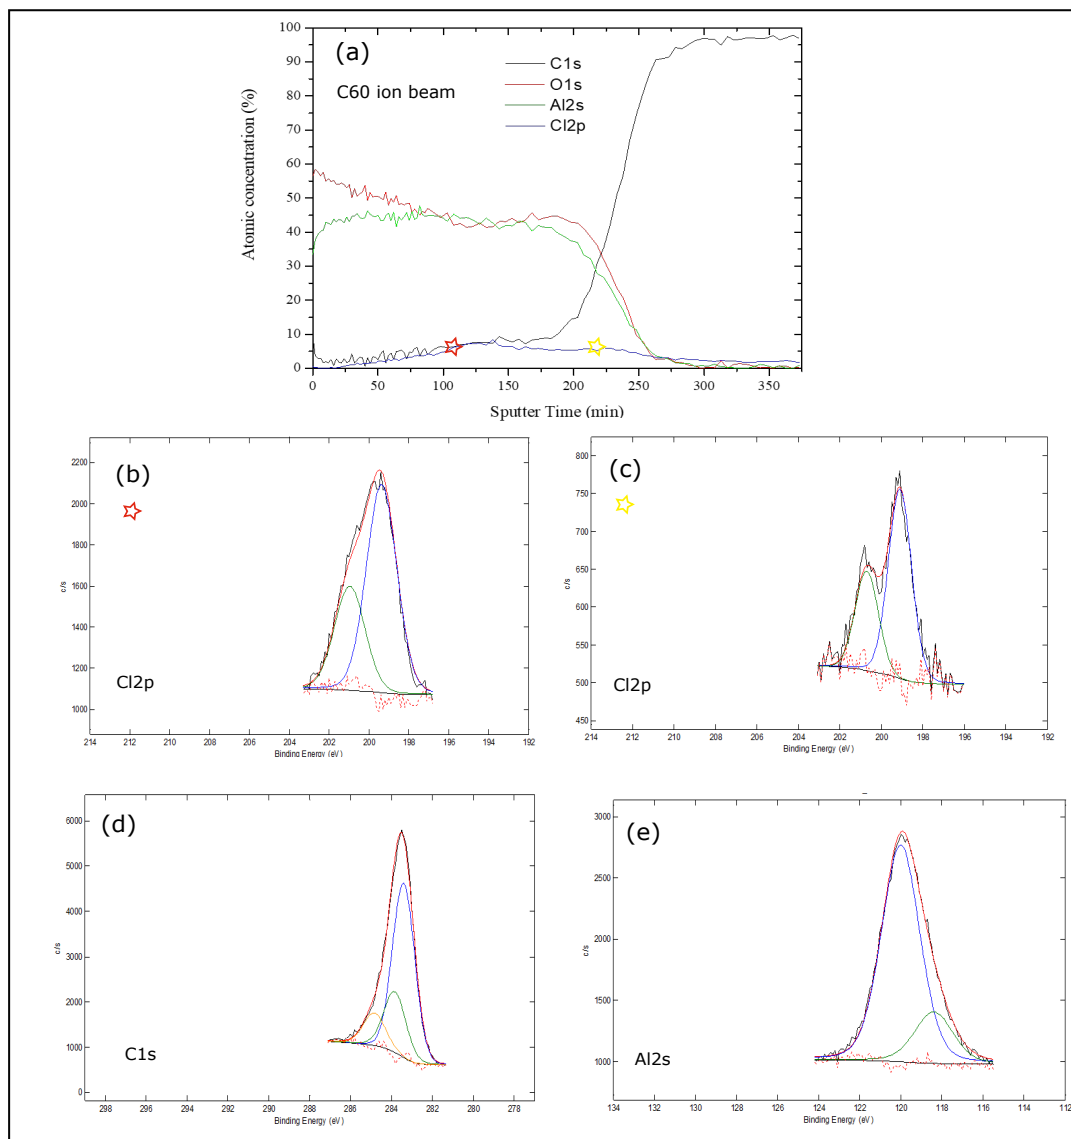 (a)
C60 ion beam
C1s
O1s
Al2s
Cl2p
Atomic concentration (%)
100
90
80
70
60
50
40
30
20
10
0
0 50 100 150 200 250 300 350
Sputter Time (min)
(b)
Cl2p
c/s
2200
2000
1800
1600
1400
1200
1000
214 212 210 208 206 204 202 200 198 196 194 192
Binding Energy (eV)
(c)
Cl2p
c/s
800
750
700
650
600
550
500
450
214 212 210 208 206 204 202 200 198 196 194 192
Binding Energy (eV)
(d)
C1s
c/s
6000
5000
4000
3000
2000
1000
0
298 296 294 292 290 288 286 284 282 280 278
Binding Energy (eV)
(e)
Al2s
c/s
3000
2500
2000
1500
1000
134 132 130 128 126 124 122 120 118 116 114 112
Binding Energy (eV)